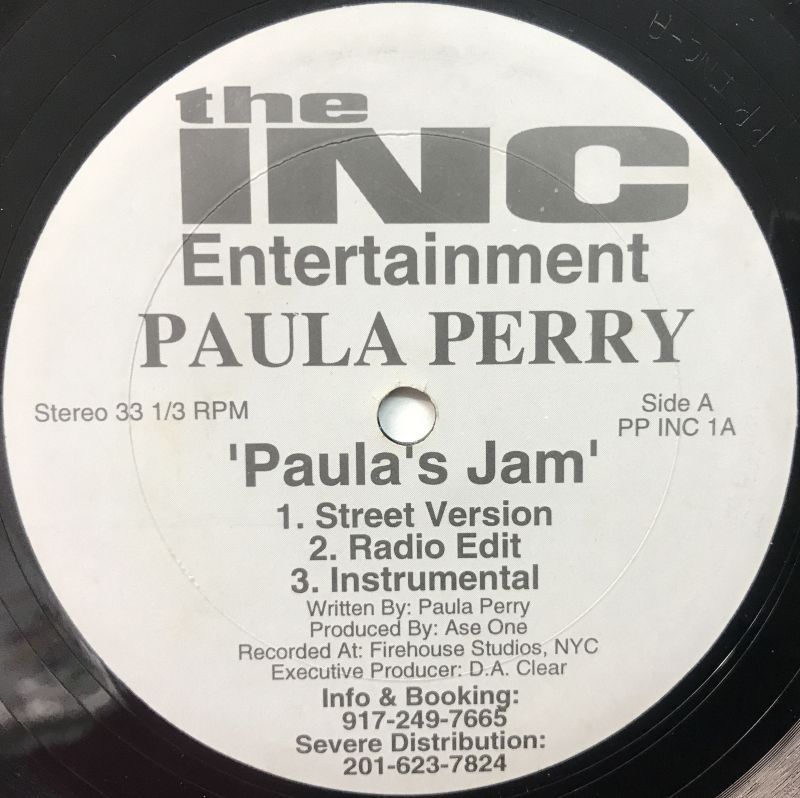 the
INC
Entertainment
PAULA PERRY
Stereo 33 1/3 RPM
Side A
PP INC 1A
'Paula's Jam'
1. Street Version
2. Radio Edit
3. Instrumental
Written By: Paula Perry
Produced By: Ase One
Recorded At: Firehouse Studios, NYC
Executive Producer: D.A. Clear
Info & Booking:
917-249-7665
Severe Distribution:
201-623-7824
PP INC-A